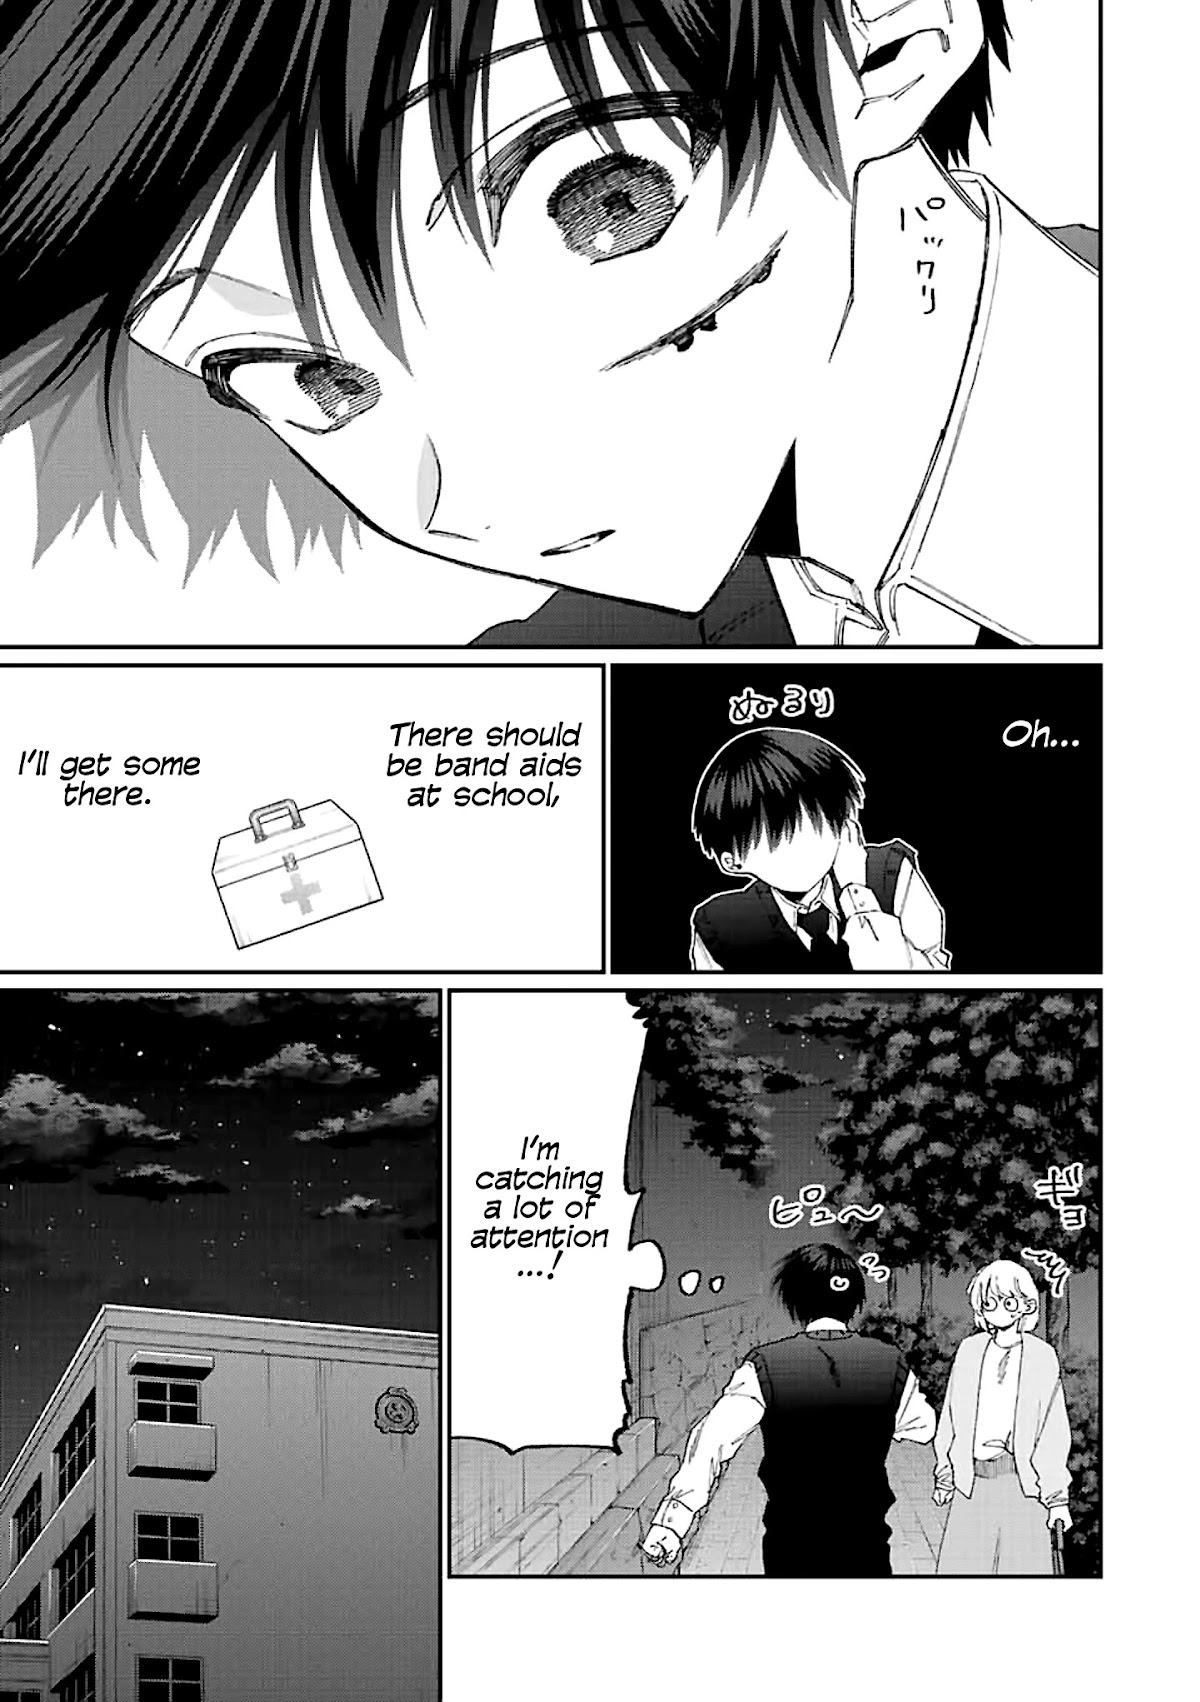 パックリ
Oh...
ぬるり
There should
be band aids
at school,
I'll get some
there.
ギョ
ピュ〜
I'm
catching
a lot of
attention
...!